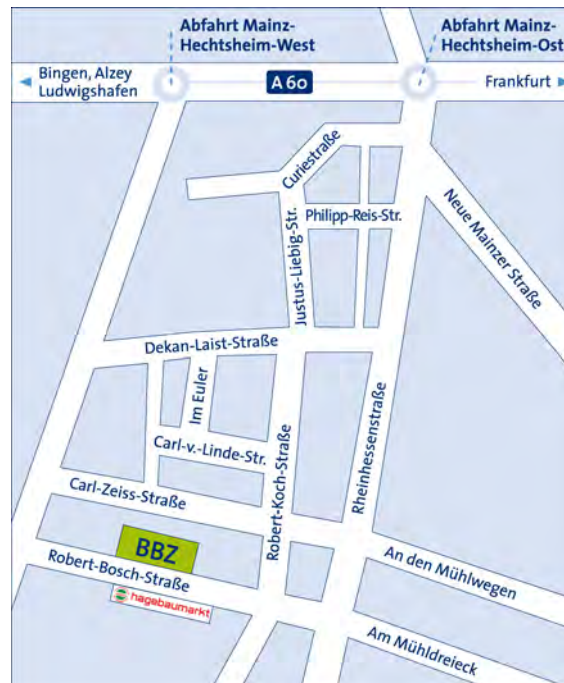 Abfahrt Mainz-
Hechtsheim-West
Abfahrt Mainz-
Hechtsheim-Ost
Bingen, Alzey
Ludwigshafen
A 60
Frankfurt
Curiestraße
Philipp-Reis-Str.
Neue Mainzer Straße
Justus-Liebig-Str.
Dekan-Laist-Straße
Im Euler
Carl-v.-Linde-Str.
Robert-Koch-Straße
Rheinhessenstraße
Carl-Zeiss-Straße
BBZ
An den Mühlwegen
Robert-Bosch-Straße
hagebaumarkt
Am Mühldreieck